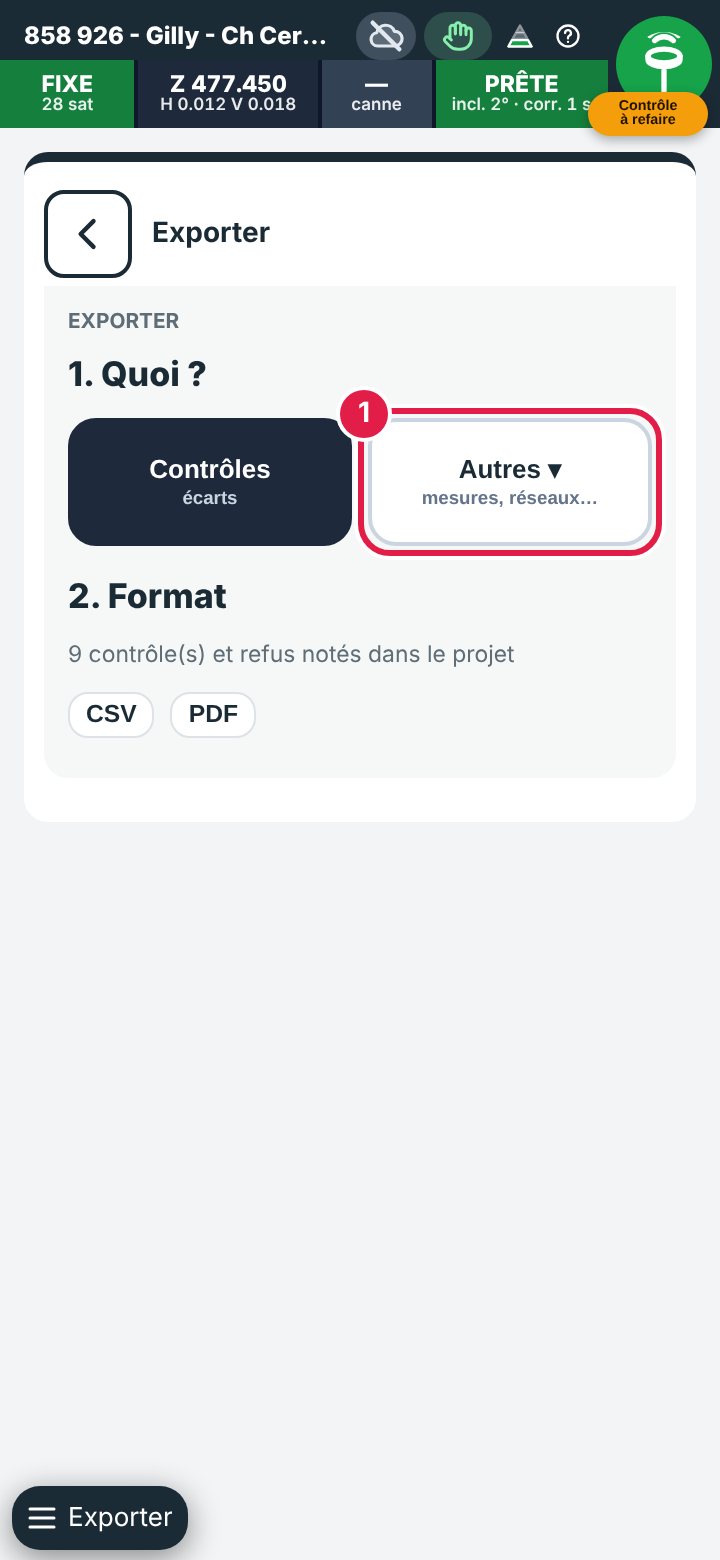 858 926 - Gilly - Ch Cer...
FIXE
28 sat
Z 477.450
H 0.012 V 0.018
—
canne
PRÊTE
incl. 2° · corr. 1 s
Contrôle
à refaire
Exporter
EXPORTER
1. Quoi ?
1
Contrôles
écarts
Autres ▾
mesures, réseaux...
2. Format
9 contrôle(s) et refus notés dans le projet
CSV
PDF
Exporter